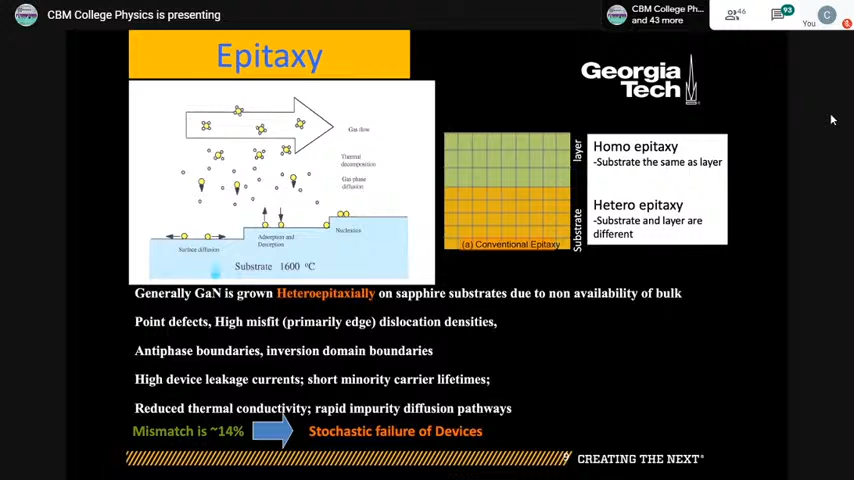 CBM College Physics is presenting
CBM College Ph...
and 43 more
46
93
You
C
Epitaxy
Georgia
Tech
Gas flow
Thermal
decomposition
Gas phase
diffusion
Nucleation
Adsorption and
Desorption
Surface diffusion
Substrate 1600 °C
layer
Substrate
(a) Conventional Epitaxy
Homo epitaxy
-Substrate the same as layer
Hetero epitaxy
-Substrate and layer are
different
Generally GaN is grown Heteroepitaxially on sapphire substrates due to non availability of bulk
Point defects, High misfit (primarily edge) dislocation densities,
Antiphase boundaries, inversion domain boundaries
High device leakage currents; short minority carrier lifetimes;
Reduced thermal conductivity; rapid impurity diffusion pathways
Mismatch is ~14%
Stochastic failure of Devices
9
CREATING THE NEXT®